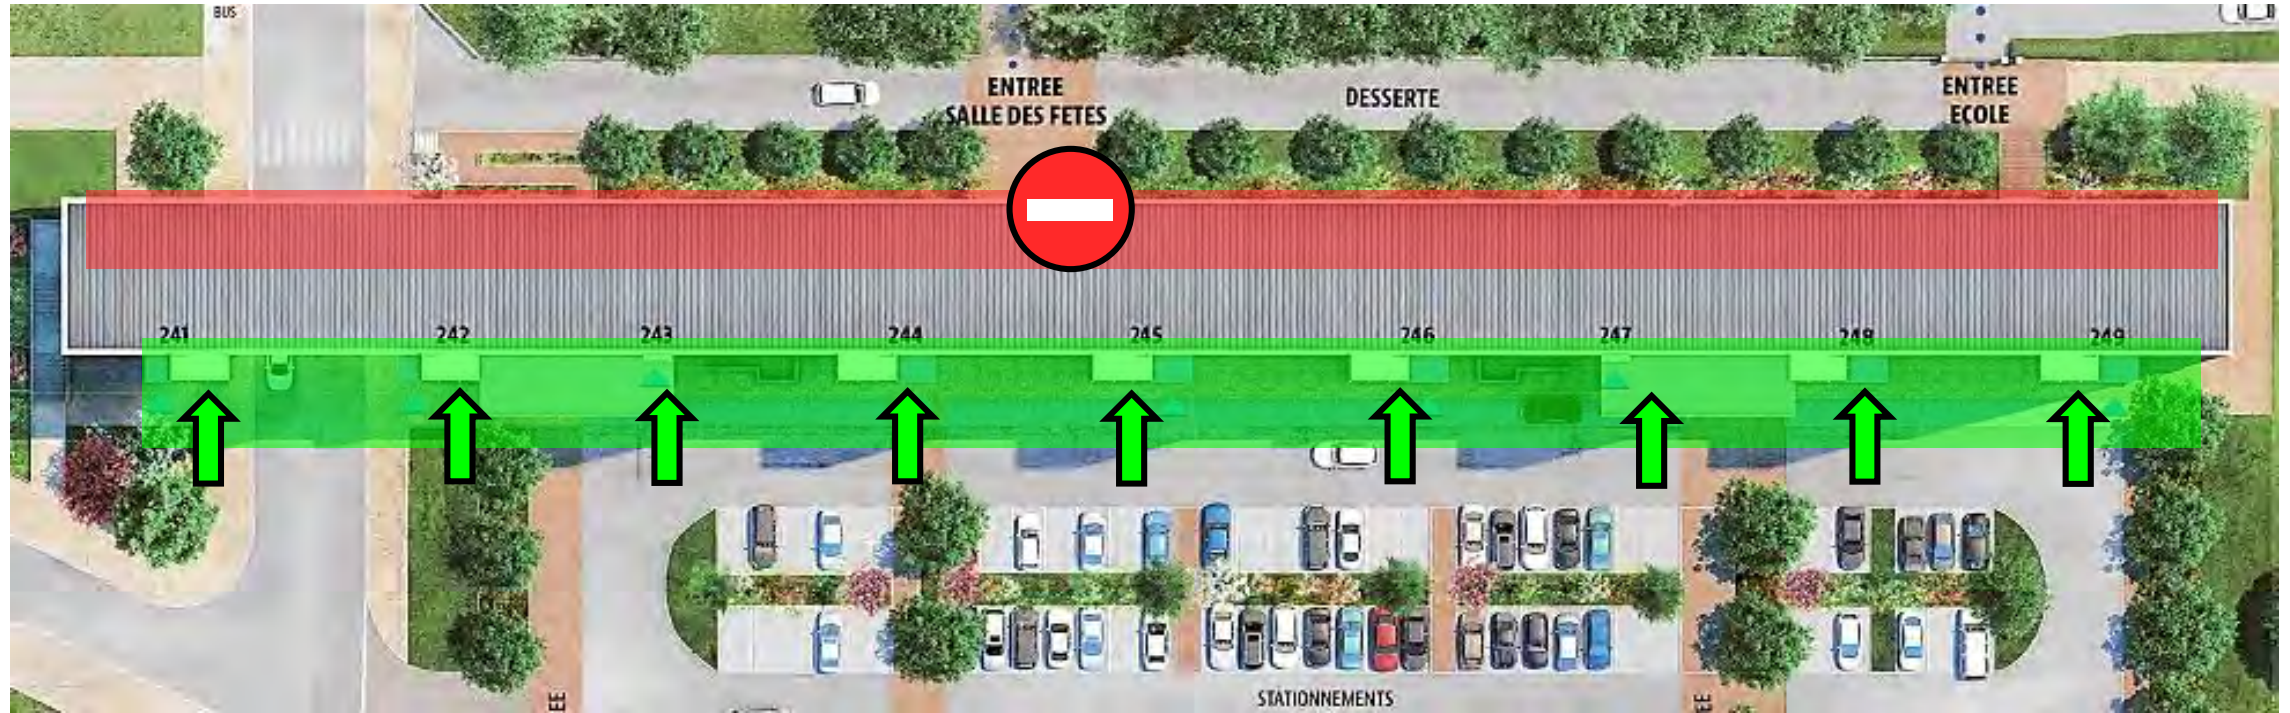 BUS
ENTREE
SALLE DES FETES
DESSERTE
ENTREE
ECOLE
241
242
243
244
245
246
247
248
249
STATIONNEMENTS